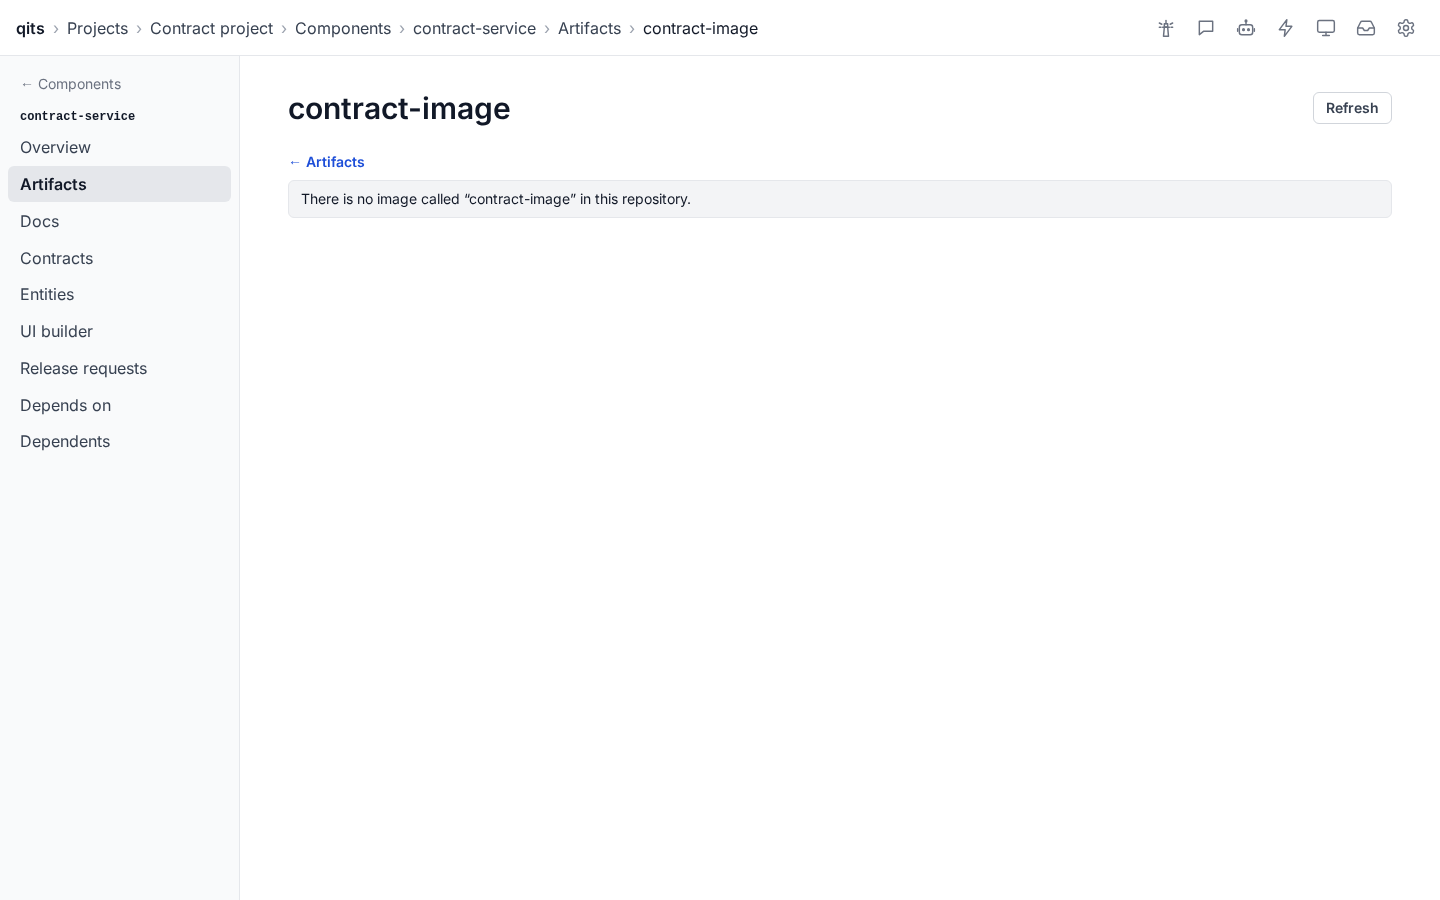 qits › Projects › Contract project › Components › contract-service › Artifacts › contract-image
← Components
contract-service
Overview
Artifacts
Docs
Contracts
Entities
UI builder
Release requests
Depends on
Dependents
contract-image
Refresh
← Artifacts
There is no image called “contract-image” in this repository.